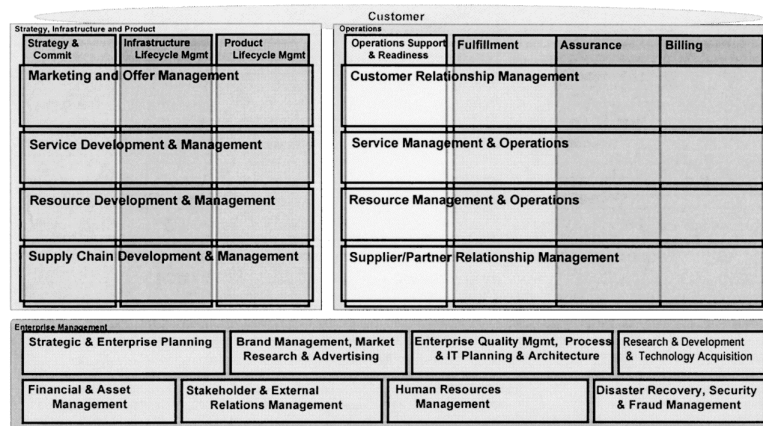 Customer
Strategy, Infrastructure and Product
Strategy &
Commit
Infrastructure
Lifecycle Mgmt
Product
Lifecycle Mgmt
Marketing and Offer Management
Service Development & Management
Resource Development & Management
Supply Chain Development & Management
Operations
Operations Support
& Readiness
Fulfillment
Assurance
Billing
Customer Relationship Management
Service Management & Operations
Resource Management & Operations
Supplier/Partner Relationship Management
Enterprise Management
Strategic & Enterprise Planning
Brand Management, Market
Research & Advertising
Enterprise Quality Mgmt, Process
& IT Planning & Architecture
Research & Development
& Technology Acquisition
Financial & Asset
Management
Stakeholder & External
Relations Management
Human Resources
Management
Disaster Recovery, Security
& Fraud Management